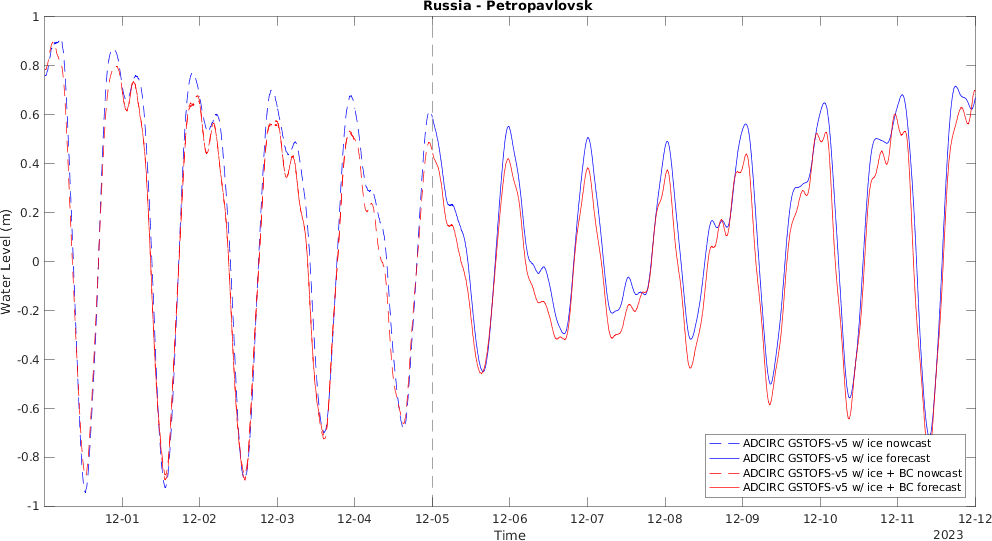 Russia - Petropavlovsk
1
0.8
0.6
0.4
0.2
0
-0.2
-0.4
-0.6
-0.8
-1
Water Level (m)
ADCIRC GSTOFS-v5 w/ ice nowcast
ADCIRC GSTOFS-v5 w/ ice forecast
ADCIRC GSTOFS-v5 w/ ice + BC nowcast
ADCIRC GSTOFS-v5 w/ ice + BC forecast
12-01 12-02 12-03 12-04 12-05 12-06 12-07 12-08 12-09 12-10 12-11 12-12
Time
2023